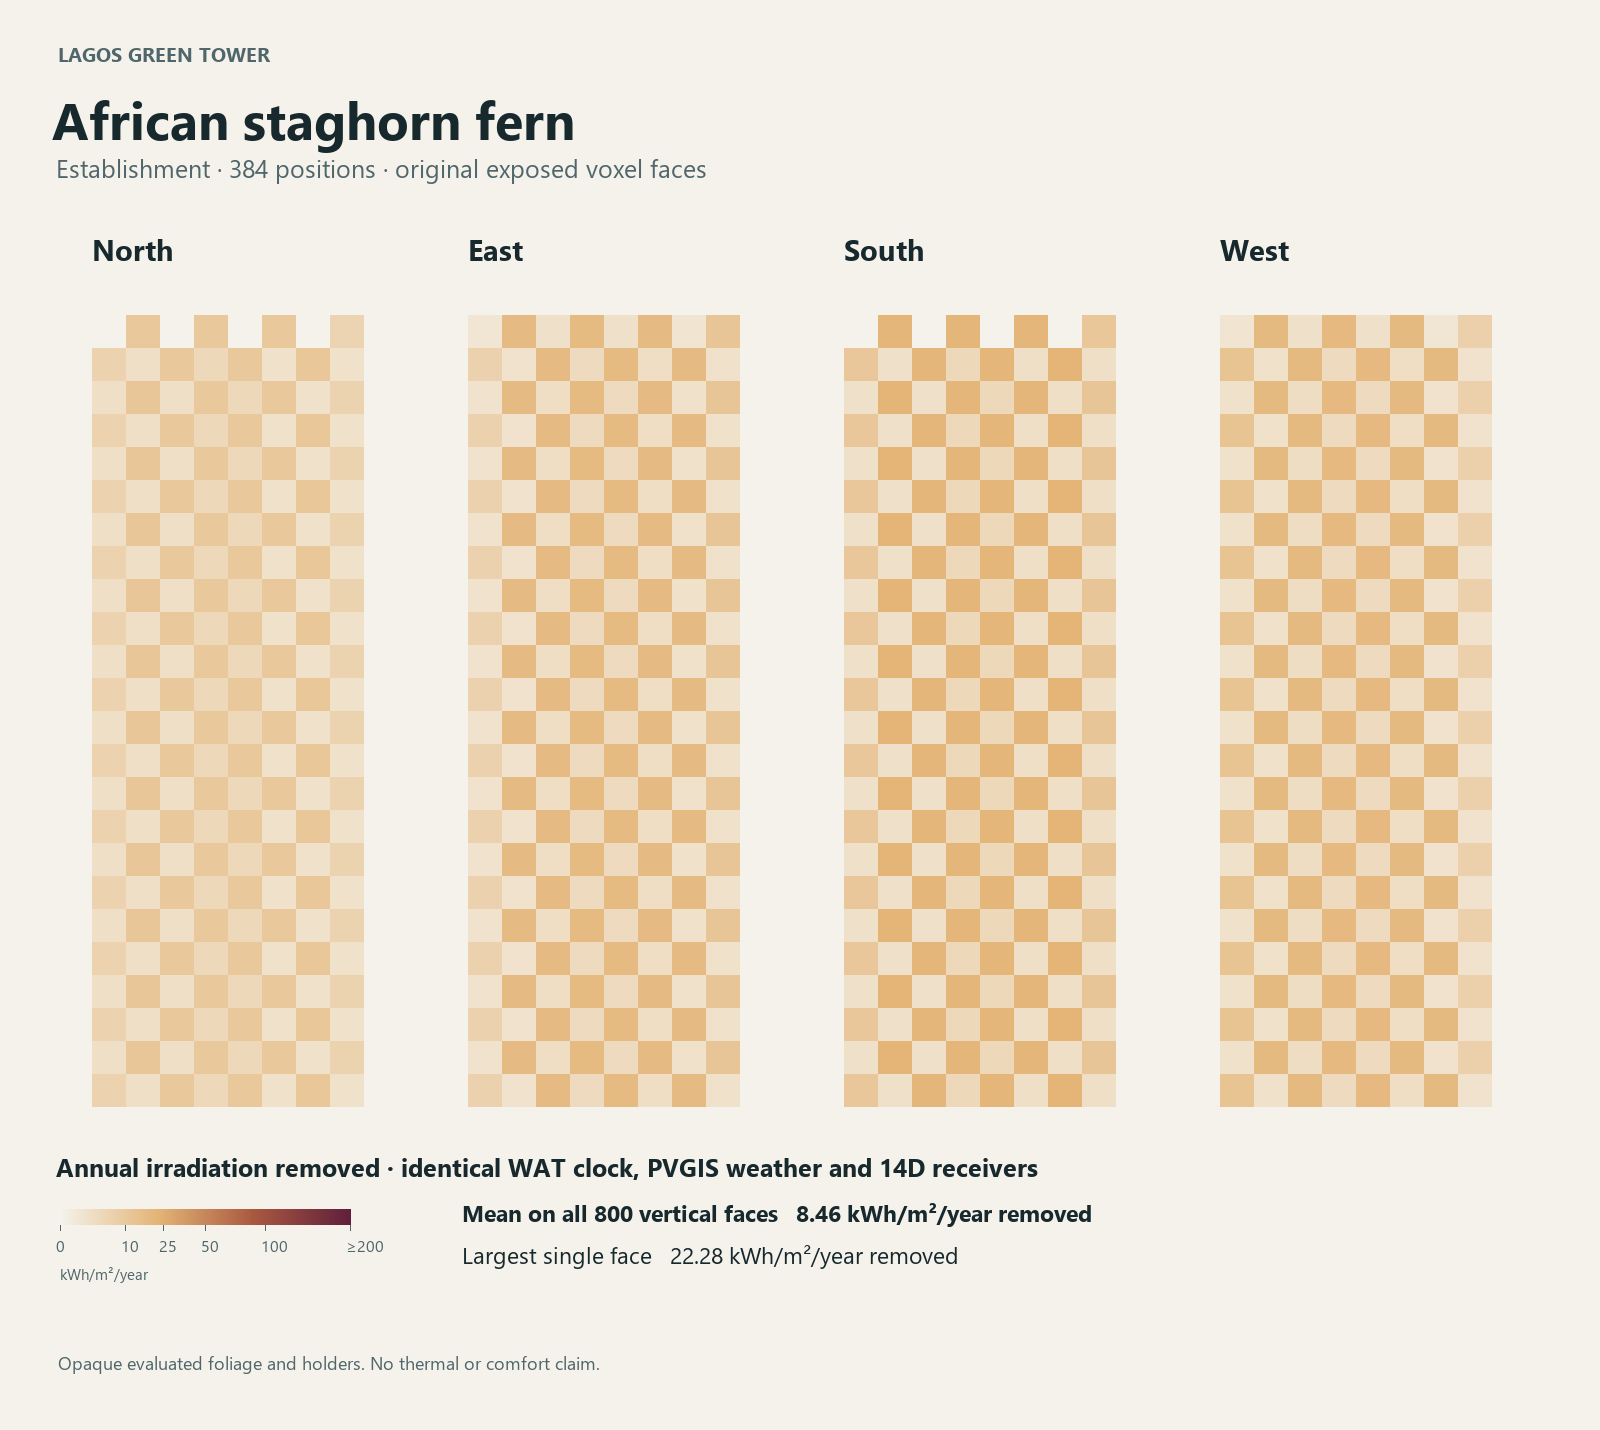 LAGOS GREEN TOWER
African staghorn fern
Establishment · 384 positions · original exposed voxel faces
North East South West
Annual irradiation removed · identical WAT clock, PVGIS weather and 14D receivers
Mean on all 800 vertical faces 8.46 kWh/m²/year removed
0 10 25 50 100 ≥200
Largest single face 22.28 kWh/m²/year removed
kWh/m²/year
Opaque evaluated foliage and holders. No thermal or comfort claim.